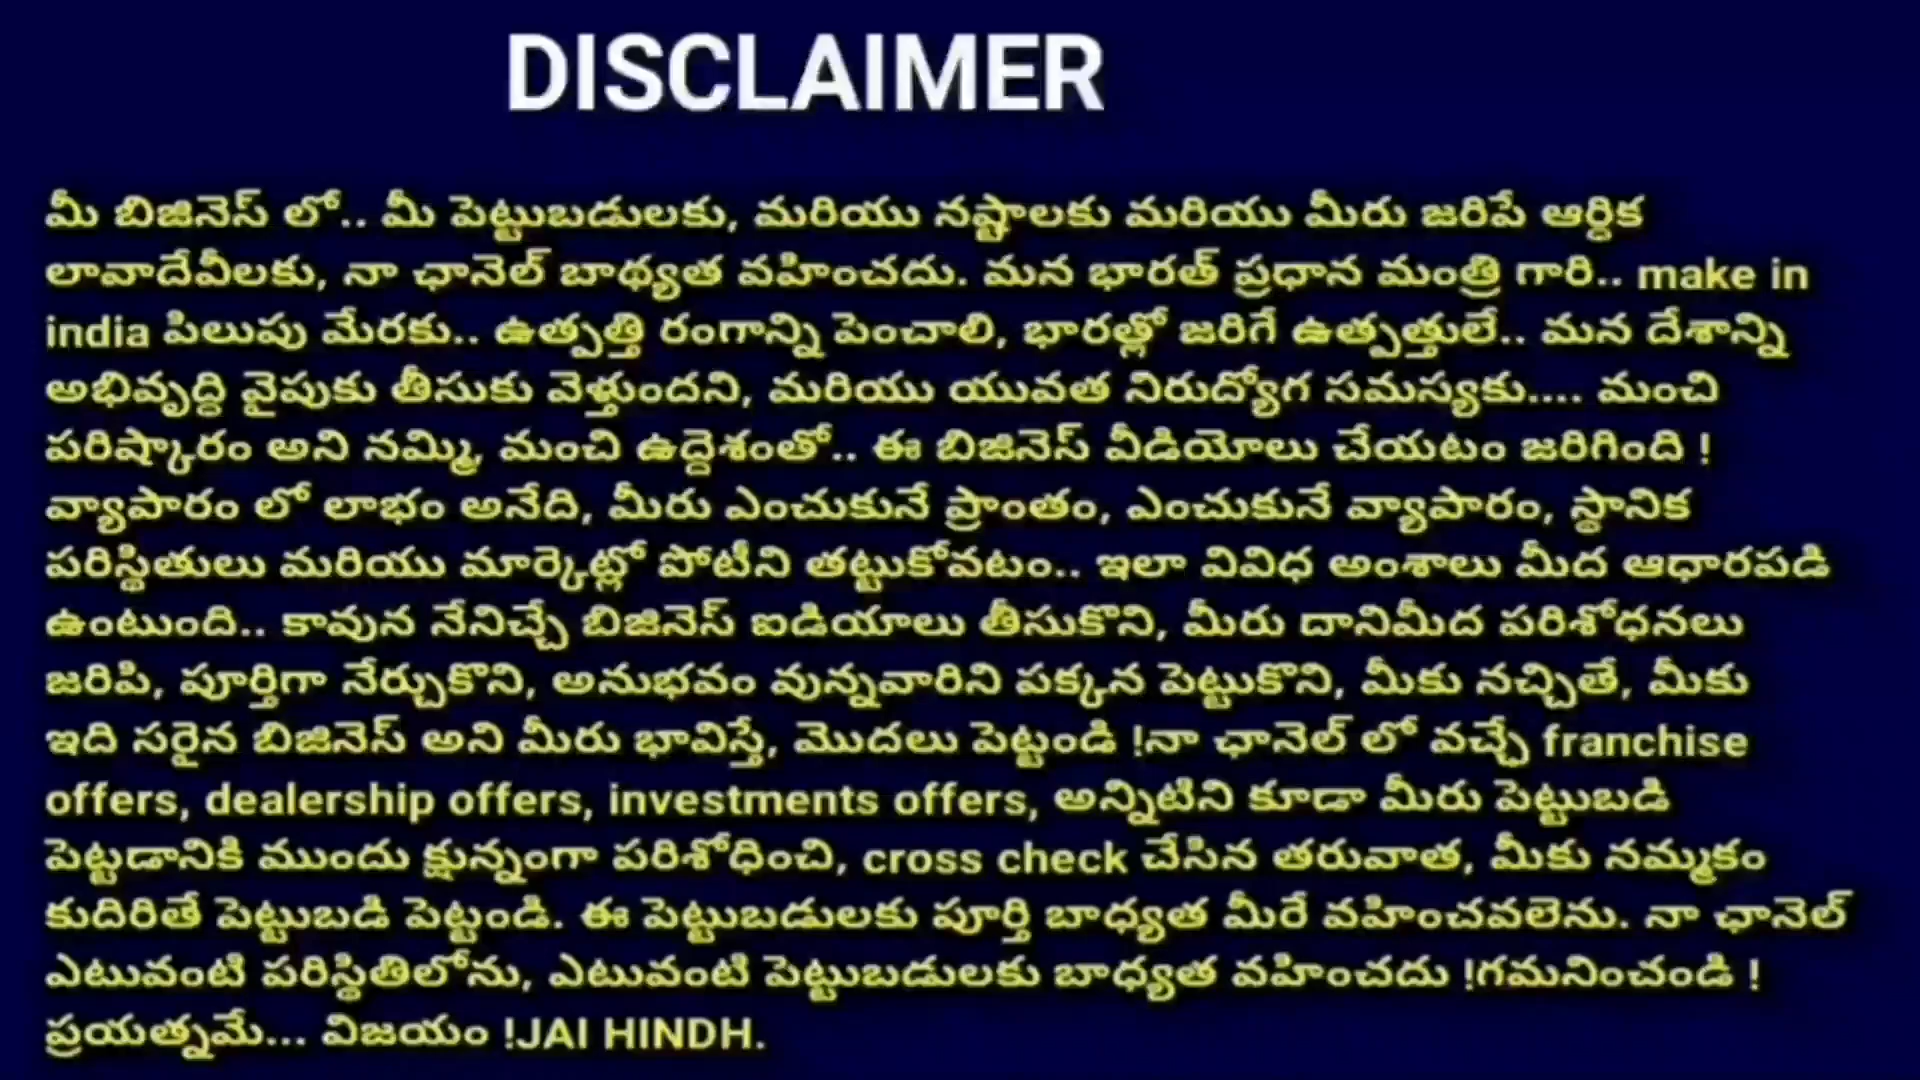 DISCLAIMER
మీ బిజినెస్ లో.. మీ పెట్టుబడులకు, మరియు నష్టాలకు మరియు మీరు జరిపే ఆర్ధిక
లావాదేవీలకు, నా ఛానెల్ బాధ్యత వహించదు. మన భారత్ ప్రధాన మంత్రి గారి.. make in
india పిలుపు మేరకు.. ఉత్పత్తి రంగాన్ని పెంచాలి, భారత్లో జరిగే ఉత్పత్తులే.. మన దేశాన్ని
అభివృద్ది వైపుకు తీసుకు వెళ్తుందని, మరియు యువత నిరుద్యోగ సమస్యకు.... మంచి
పరిష్కారం అని నమ్మి, మంచి ఉద్దెశంతో.. ఈ బిజినెస్ వీడియోలు చేయటం జరిగింది !
వ్యాపారం లో లాభం అనేది, మీరు ఎంచుకునే ప్రాంతం, ఎంచుకునే వ్యాపారం, స్థానిక
పరిస్థితులు మరియు మార్కెట్లో పోటీని తట్టుకోవటం.. ఇలా వివిధ అంశాలు మీద ఆధారపడి
ఉంటుంది.. కావున నేనిచ్చే బిజినెస్ ఐడియాలు తీసుకొని, మీరు దానిమీద పరిశోధనలు
జరిపి, పూర్తిగా నేర్చుకొని, అనుభవం వున్నవారిని పక్కన పెట్టుకొని, మీకు నచ్చితే, మీకు
ఇది సరైన బిజినెస్ అని మీరు భావిస్తే, మొదలు పెట్టండి !నా ఛానెల్ లో వచ్చే franchise
offers, dealership offers, investments offers, అన్నిటిని కూడా మీరు పెట్టుబడి
పెట్టడానికి ముందు క్షున్నంగా పరిశోధించి, cross check చేసిన తరువాత, మీకు నమ్మకం
కుదిరితే పెట్టుబడి పెట్టండి. ఈ పెట్టుబడులకు పూర్తి బాధ్యత మీరే వహించవలెను. నా ఛానెల్
ఎటువంటి పరిస్థితిలోను, ఎటువంటి పెట్టుబడులకు బాధ్యత వహించదు !గమనించండి !
ప్రయత్నమే... విజయం !JAI HINDH.